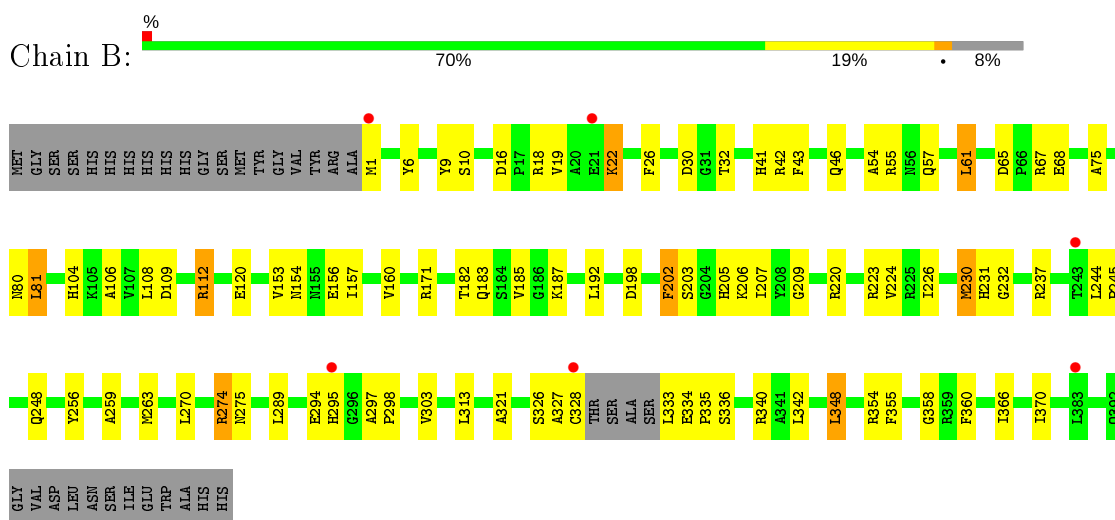 %
Chain B:
70% 19% • 8%
MET GLY SER SER HIS HIS HIS HIS HIS HIS GLY SER MET TYR GLY VAL TYR ARG ALA M1 Y6 Y9 S10 D16 P17 R18 V19 A20 E21 K22 F26 D30 G31 T32 H41 R42 F43 Q46 A54 R55 N56 Q57 L61 D65 P66 R67 E68 A75
N80 L81 H104 K105 A106 V107 L108 D109 R112 E120 V153 N154 N155 E156 I157 V160 R171 T182 Q183 S184 V185 G186 K187 L192 D198 F202 S203 G204 H205 K206 I207 Y208 G209 R220 R223 V224 R225 I226 M230 H231 G232 R237 T243 L244
Q248 Y256 A259 M263 L270 R274 N275 L289 E294 H295 G296 A297 P298 V303 L313 A321 S326 A327 C328 THR SER ALA SER L333 E334 P335 S336 R340 A341 L342 L348 R354 F355 G358 R359 F360 I366 I370 L383
GLY VAL ASP LEU ASN SER ILE GLU TRP ALA HIS HIS